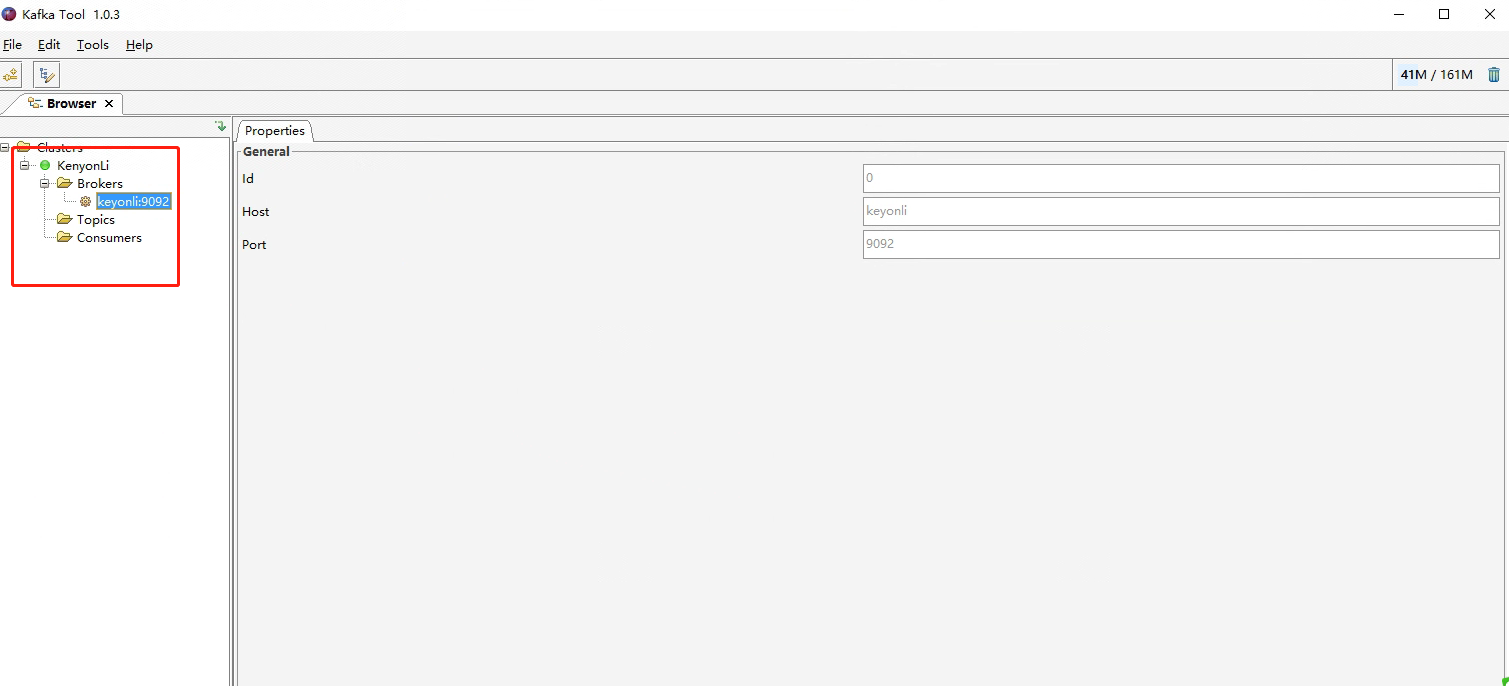 Kafka Tool 1.0.3
File Edit Tools Help
41M / 161M
Browser
Properties
Clusters
KenyonLi
Brokers
keyonli:9092
Topics
Consumers
General
Id 0
Host keyonli
Port 9092